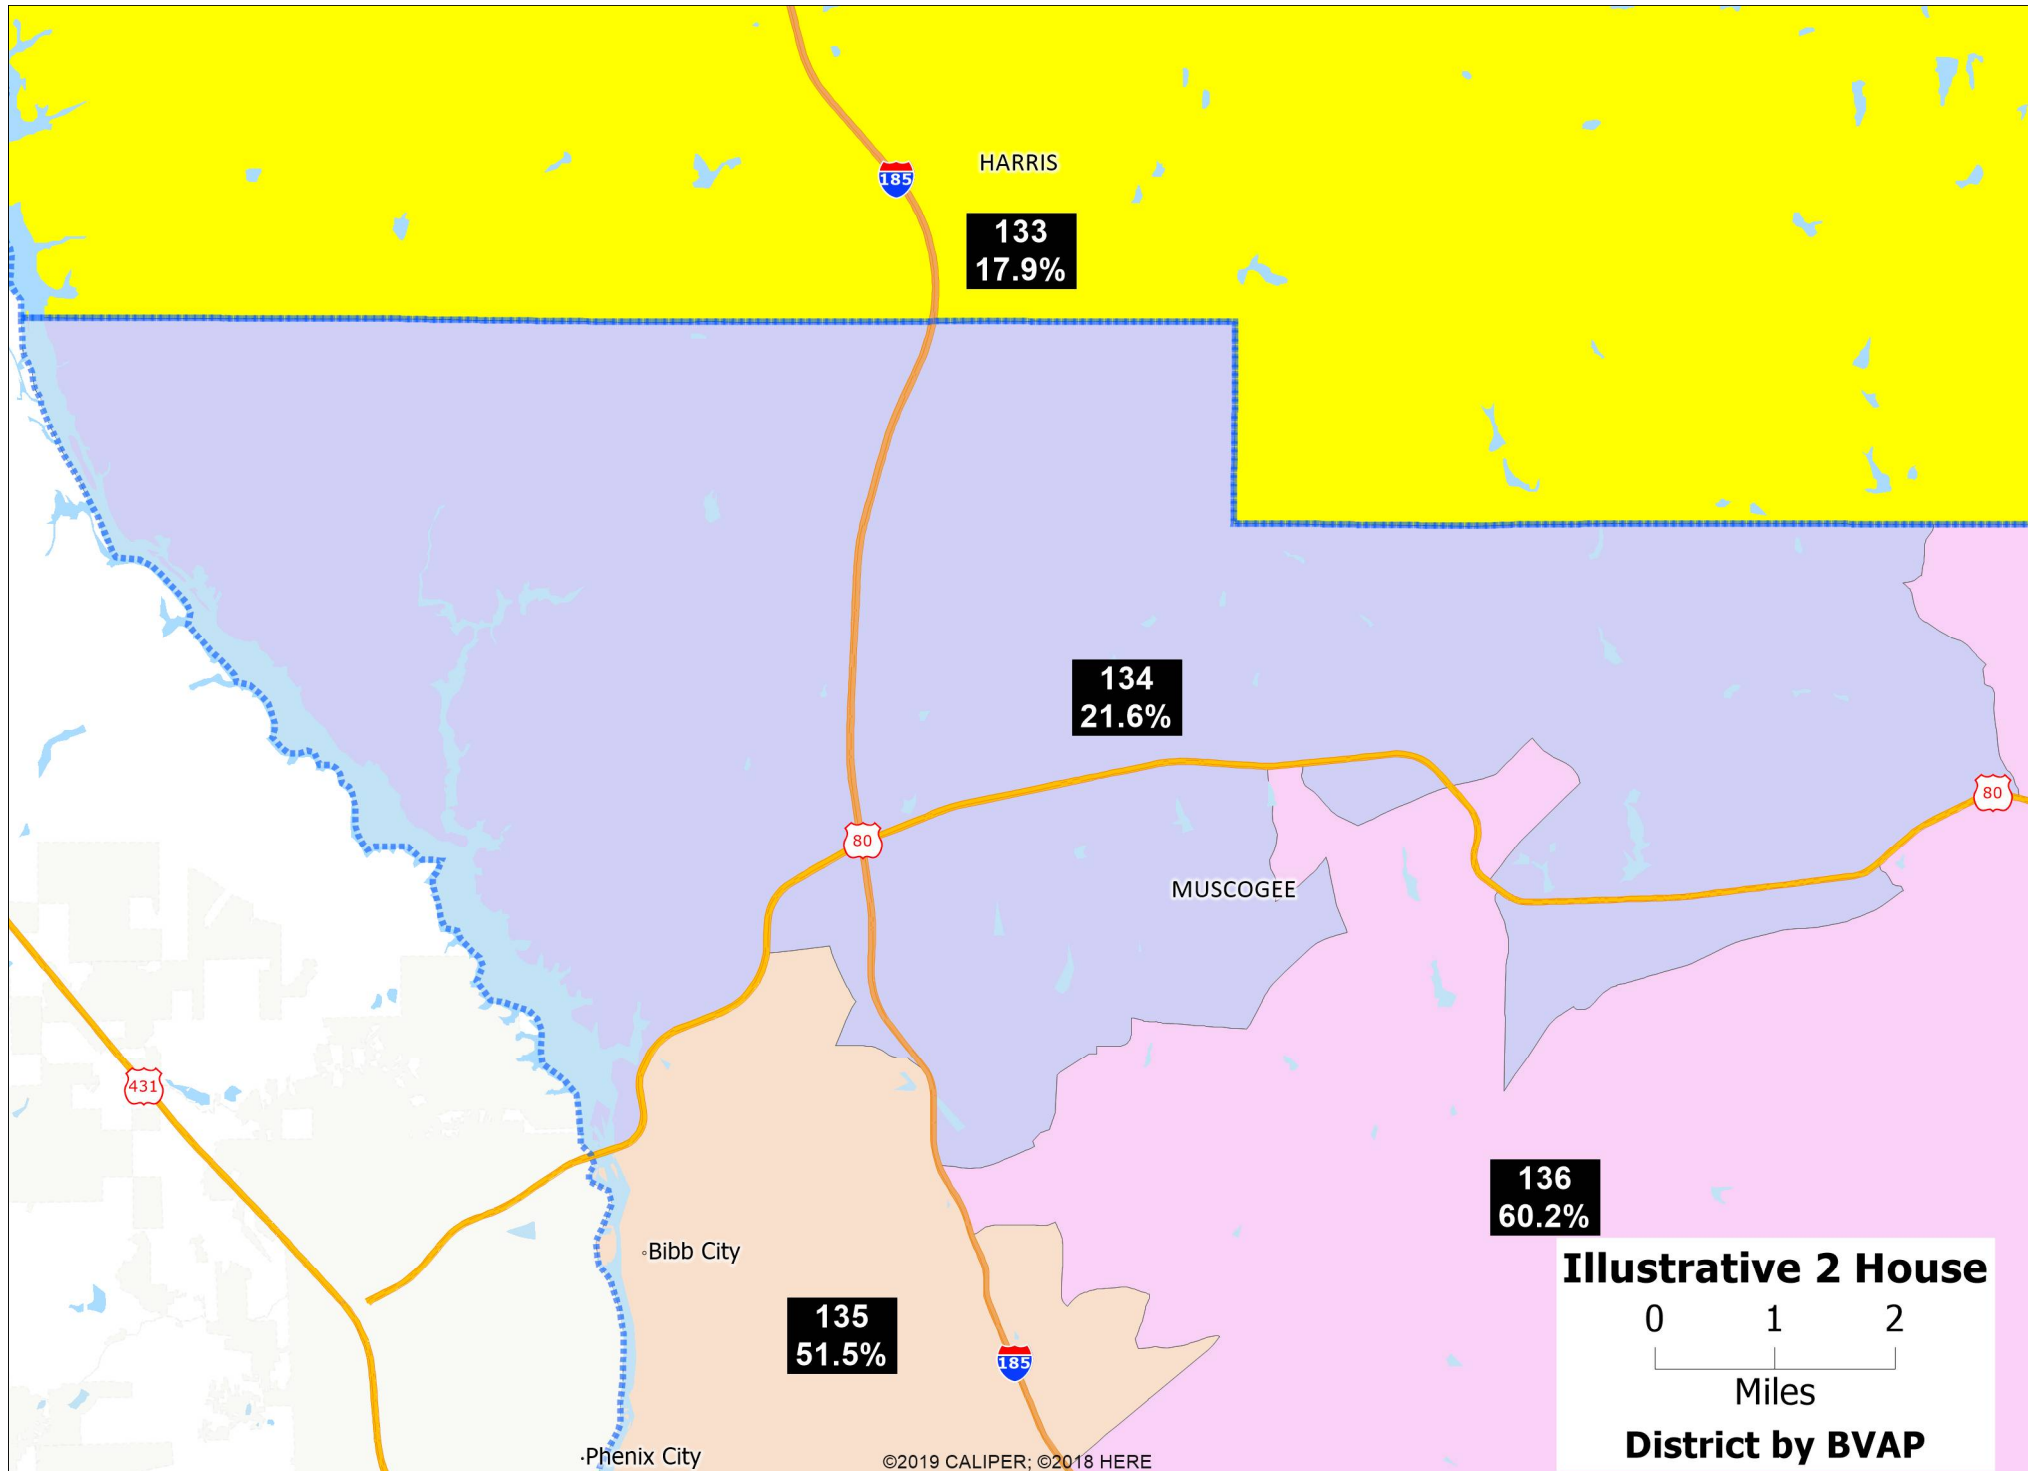 185
HARRIS
133
17.9%
134
21.6%
80
80
MUSCOGEE
431
136
60.2%
Bibb City
135
51.5%
185
Phenix City
©2019 CALIPER; ©2018 HERE
Illustrative 2 House
0 1 2
Miles
District by BVAP